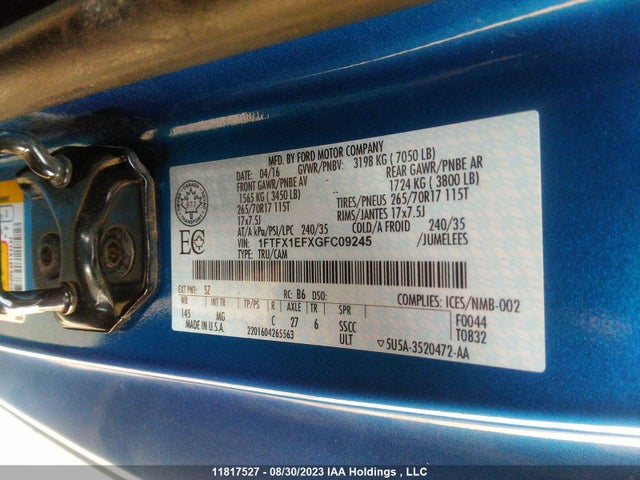 MFD. BY FORD MOTOR COMPANY
DATE: 04/16 GVWR/PNBV: 3198 KG ( 7050 LB)
FRONT GAWR/PNBE AV -- REAR GAWR/PNBE AR
1565 KG ( 3450 LB) 1724 KG ( 3800 LB)
265/70R17 115T TIRES/PNEUS 265/70R17 115T
17x7.5J RIMS/JANTES 17x7.5J
AT/A kPa/PSI/LPC 240/35 COLD/A FROID 240/35
VIN: 1FTFX1EFXGFC09245 /JUMELEES
TYPE: TRU/CAM
CANADA
977
EC
EXT PNT: SZ RC: B6 DSO: COMPLIES: ICES/NMB-002
WB INT TR TP/PS R AXLE TR SPR F0044
145 MG C 27 6 SSCC T0832
MADE IN U.S.A. 2201604265563 ULT ▽5U5A-3520472-AA
11817527 - 08/30/2023 IAA Holdings , LLC